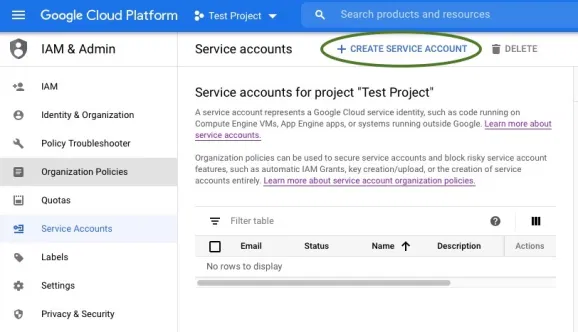 Google Cloud Platform
Test Project
Search products and resources
IAM & Admin
IAM
Identity & Organization
Policy Troubleshooter
Organization Policies
Quotas
Service Accounts
Labels
Settings
Privacy & Security
Service accounts
+ CREATE SERVICE ACCOUNT
DELETE
Service accounts for project "Test Project"
A service account represents a Google Cloud service identity, such as code running on
Compute Engine VMs, App Engine apps, or systems running outside Google. Learn more about
service accounts.
Organization policies can be used to secure service accounts and block risky service account
features, such as automatic IAM Grants, key creation/upload, or the creation of service
accounts entirely. Learn more about service account organization policies.
Filter table
Email Status Name Description Actions
No rows to display